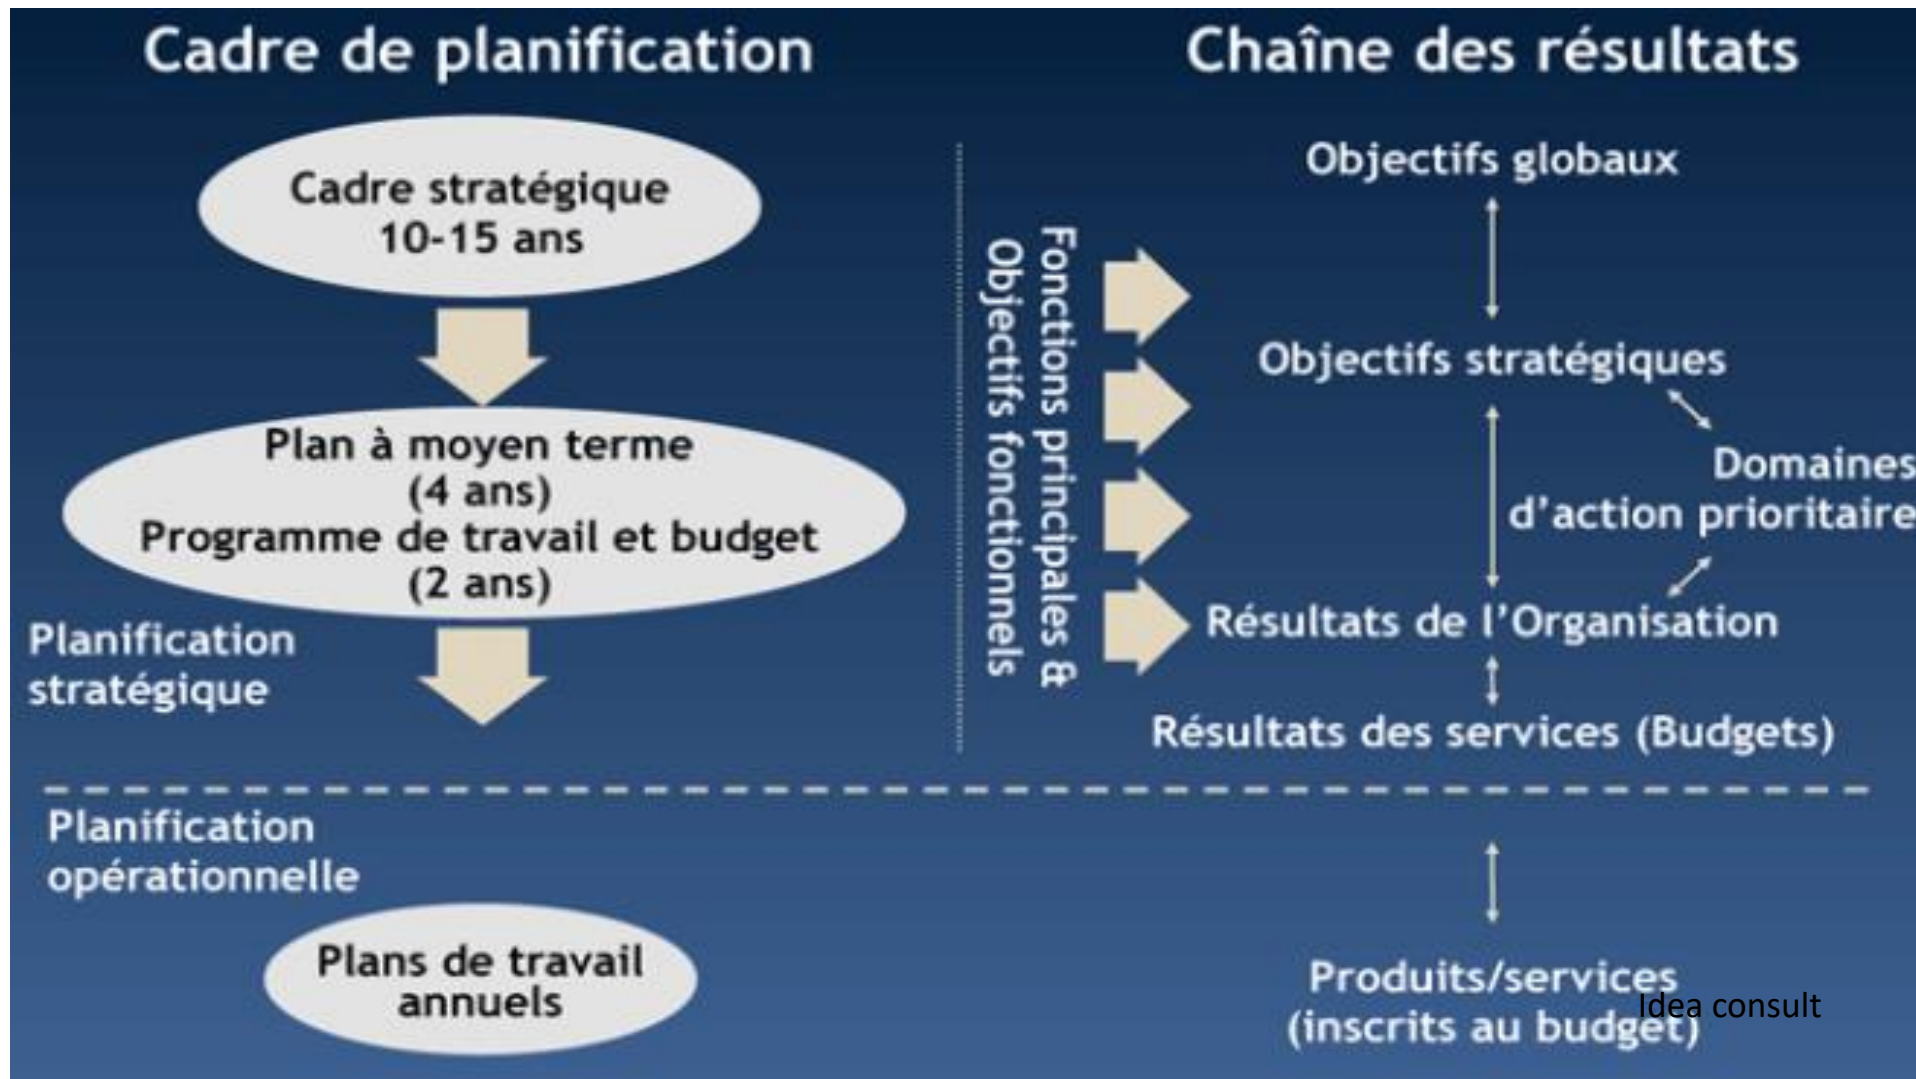 Cadre de planification
Cadre stratégique
10-15 ans
Plan à moyen terme
(4 ans)
Programme de travail et budget
(2 ans)
Planification
stratégique
Planification
opérationnelle
Plans de travail
annuels
Chaîne des résultats
Fonctions principales &
Objectifs fonctionnels
Objectifs globaux
Objectifs stratégiques
Domaines
d’action prioritaire
Résultats de l’Organisation
Résultats des services (Budgets)
Produits/services
(inscrits au budget)
Idea consult